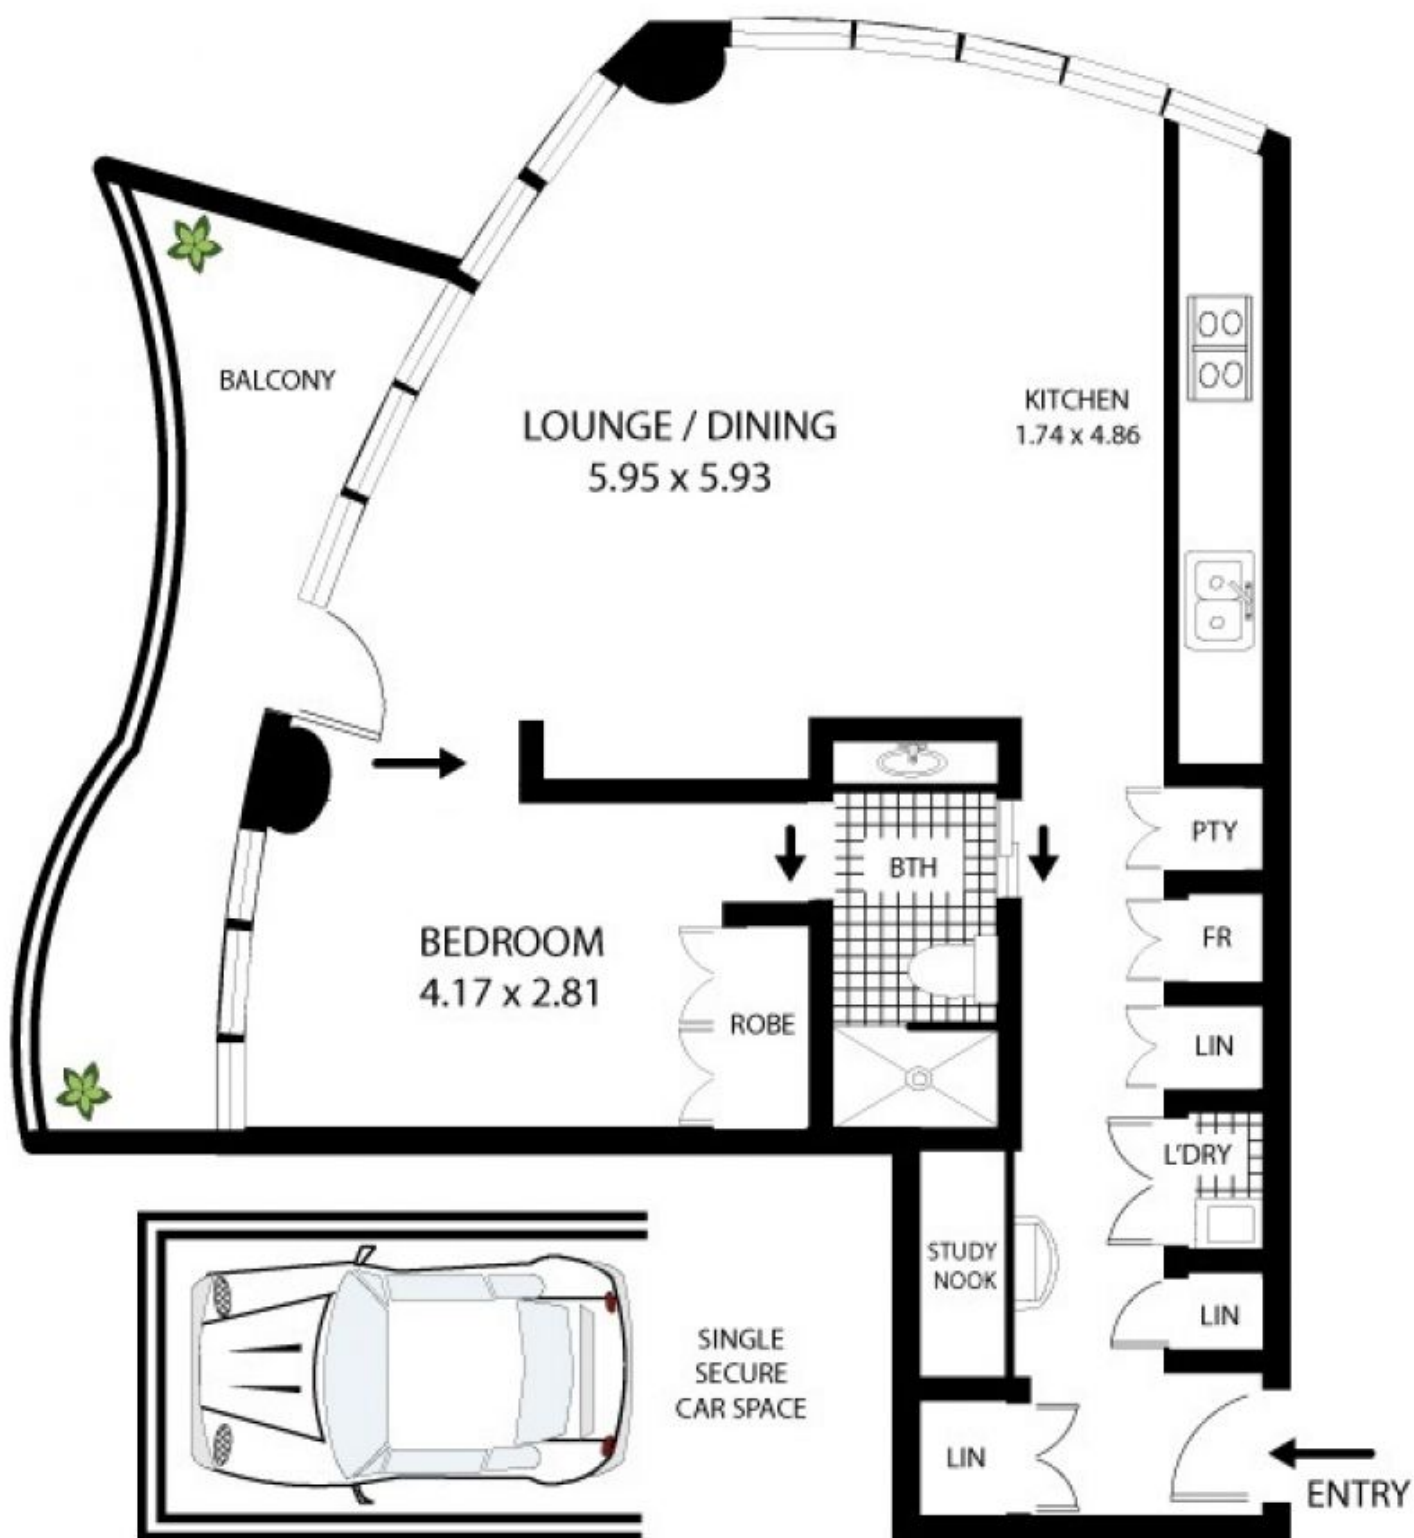 BALCONY
LOUNGE / DINING
5.95 x 5.93
KITCHEN
1.74 x 4.86
PTY
BTH
FR
BEDROOM
4.17 x 2.81
ROBE
LIN
L'DRY
STUDY
NOOK
LIN
SINGLE
SECURE
CAR SPACE
LIN
ENTRY